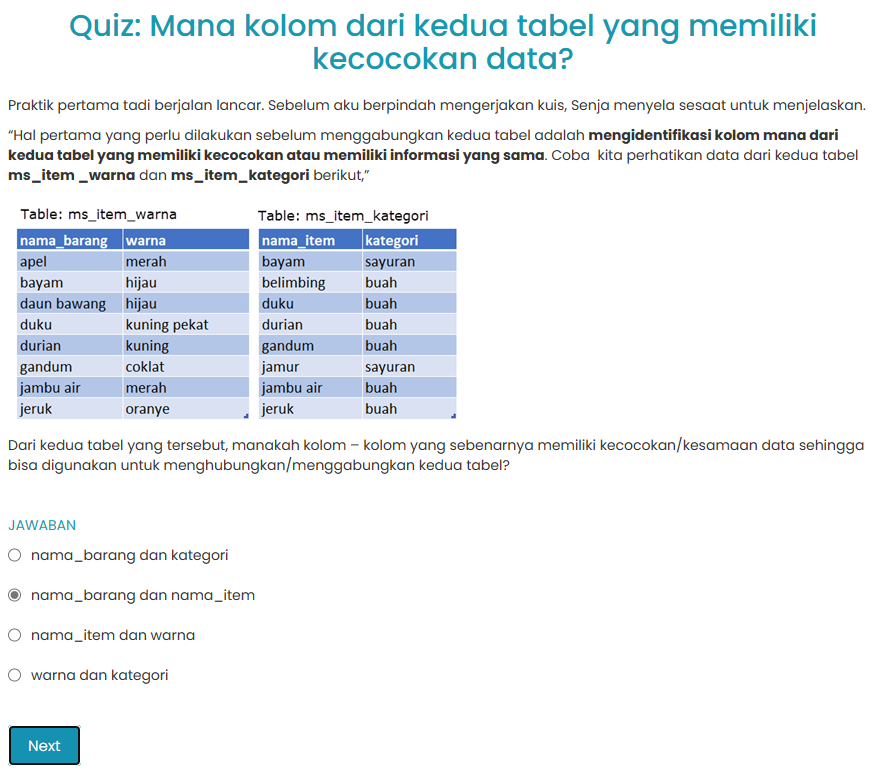 Quiz: Mana kolom dari kedua tabel yang memiliki
kecocokan data?
Praktik pertama tadi berjalan lancar. Sebelum aku berpindah mengerjakan kuis, Senja menyela sesaat untuk menjelaskan.
“Hal pertama yang perlu dilakukan sebelum menggabungkan kedua tabel adalah mengidentifikasi kolom mana dari
kedua tabel yang memiliki kecocokan atau memiliki informasi yang sama. Coba kita perhatikan data dari kedua tabel
ms_item _warna dan ms_item_kategori berikut,”
Table: ms_item_warna
nama_barang warna
apel merah
bayam hijau
daun bawang hijau
duku kuning pekat
durian kuning
gandum coklat
jambu air merah
jeruk oranye
Table: ms_item_kategori
nama_item kategori
bayam sayuran
belimbing buah
duku buah
durian buah
gandum buah
jamur sayuran
jambu air buah
jeruk buah
Dari kedua tabel yang tersebut, manakah kolom – kolom yang sebenarnya memiliki kecocokan/kesamaan data sehingga
bisa digunakan untuk menghubungkan/menggabungkan kedua tabel?
JAWABAN
nama_barang dan kategori
nama_barang dan nama_item
nama_item dan warna
warna dan kategori
Next